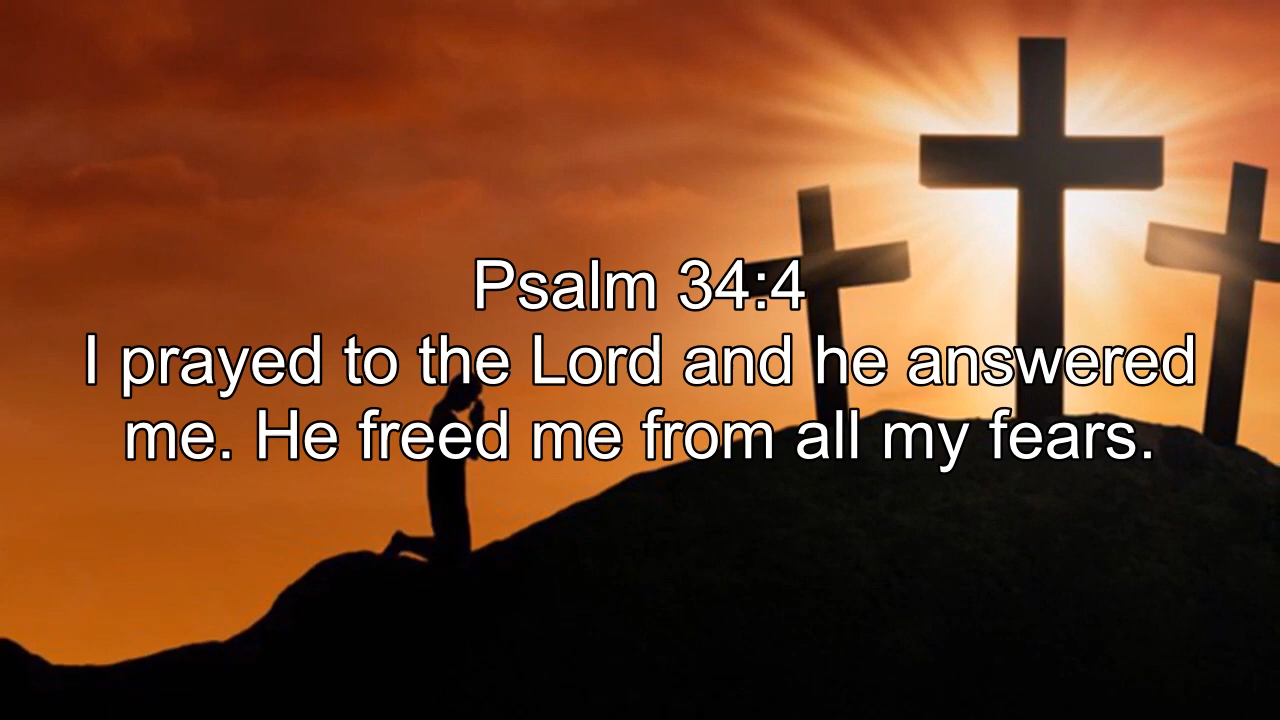 Psalm 34:4
I prayed to the Lord and he answered
me. He freed me from all my fears.